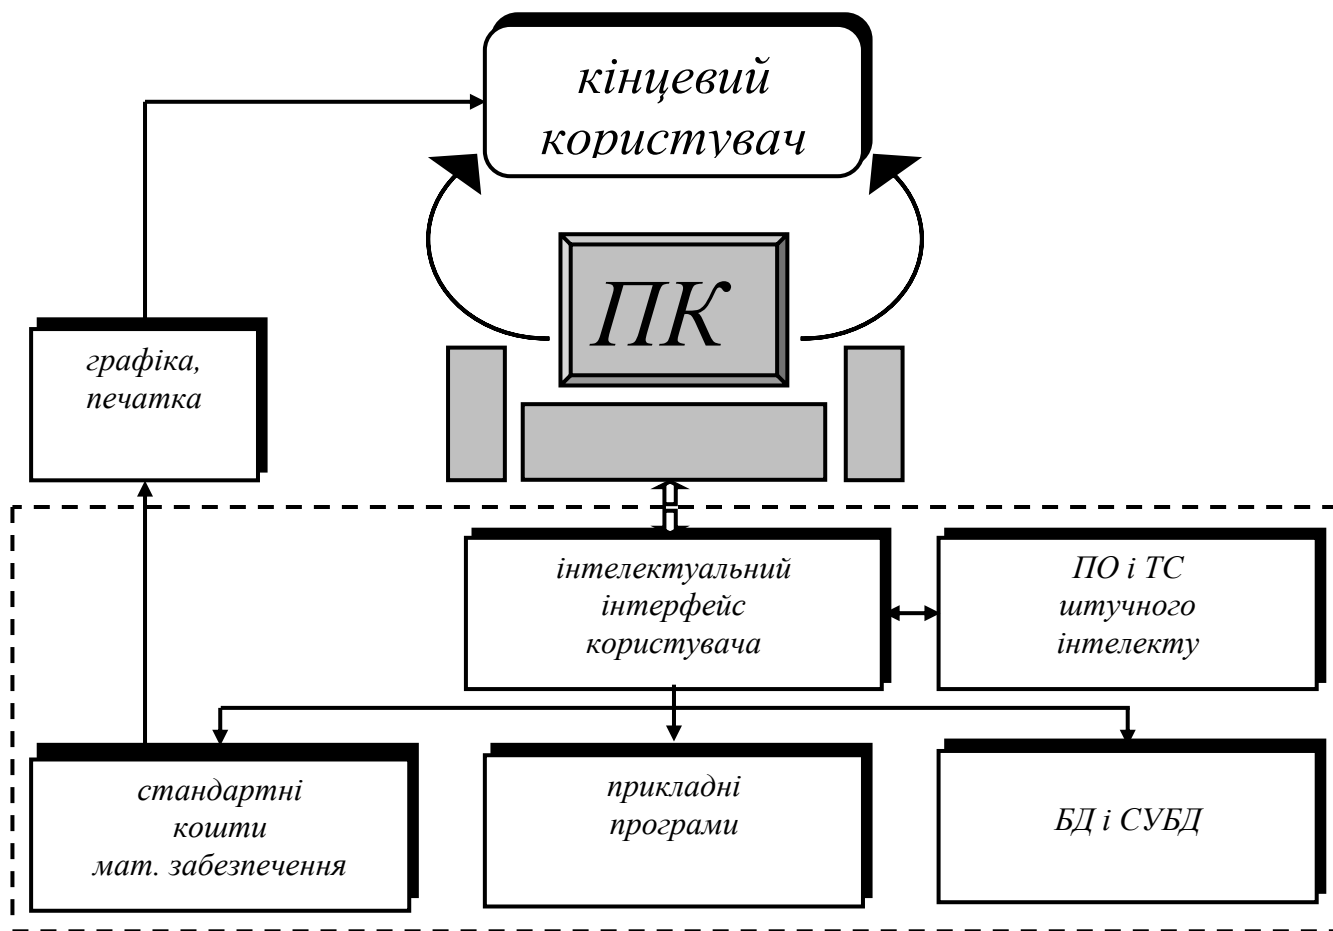 кінцевий
користувач
ПК
графіка,
печатка
інтелектуальний
інтерфейс
користувача
ПО і ТС
штучного
інтелекту
стандартні
кошти
мат. забезпечення
прикладні
програми
БД і СУБД